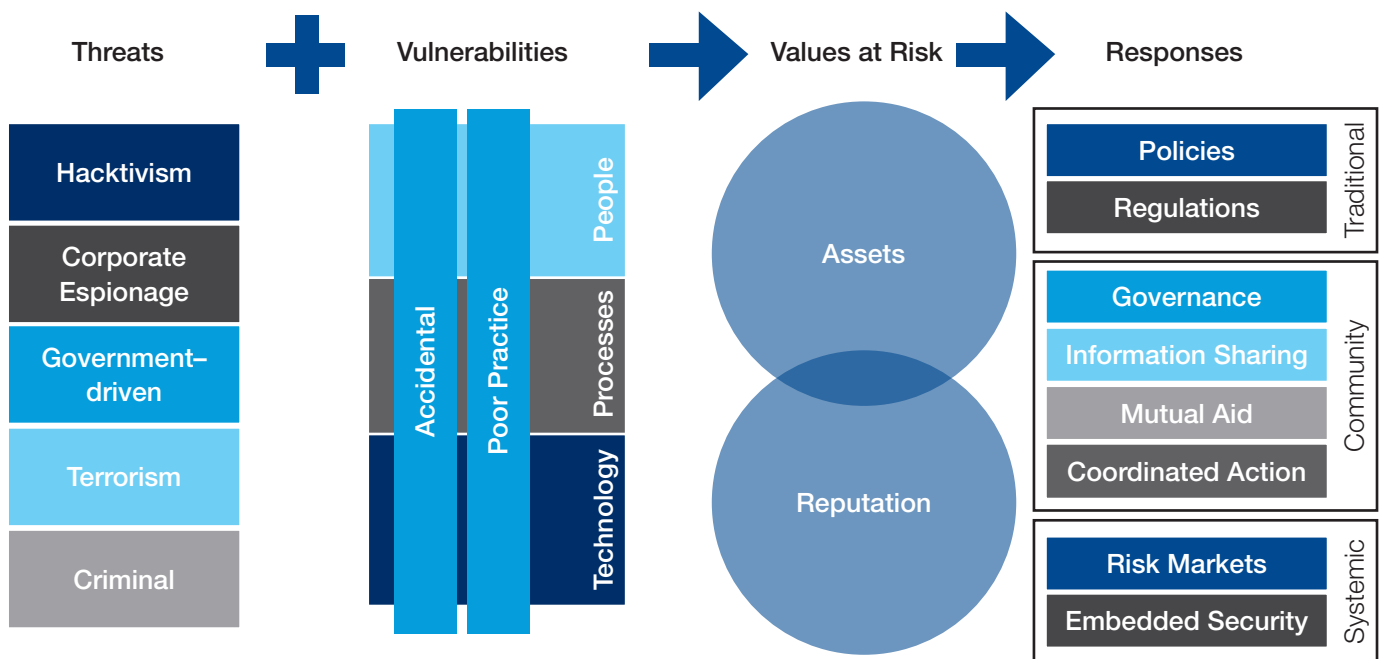 Threats
Vulnerabilities
Values at Risk
Responses
Hacktivism
Corporate
Espionage
Government–
driven
Terrorism
Criminal
Accidental
Poor Practice
People
Processes
Technology
Assets
Reputation
Policies
Regulations
Traditional
Governance
Information Sharing
Mutual Aid
Coordinated Action
Community
Risk Markets
Embedded Security
Systemic